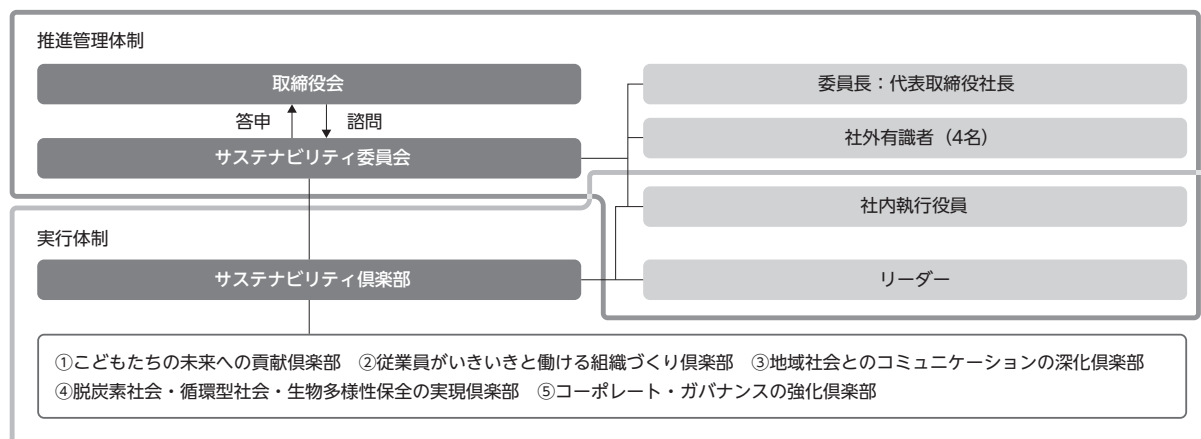 推進管理体制
取締役会
答申
諮問
サステナビリティ委員会
委員長：代表取締役社長
社外有識者（4名）
社内執行役員
実行体制
サステナビリティ倶楽部
リーダー
①こどもたちの未来への貢献倶楽部　②従業員がいきいきと働ける組織づくり倶楽部　③地域社会とのコミュニケーションの深化倶楽部
④脱炭素社会・循環型社会・生物多様性保全の実現倶楽部　⑤コーポレート・ガバナンスの強化倶楽部